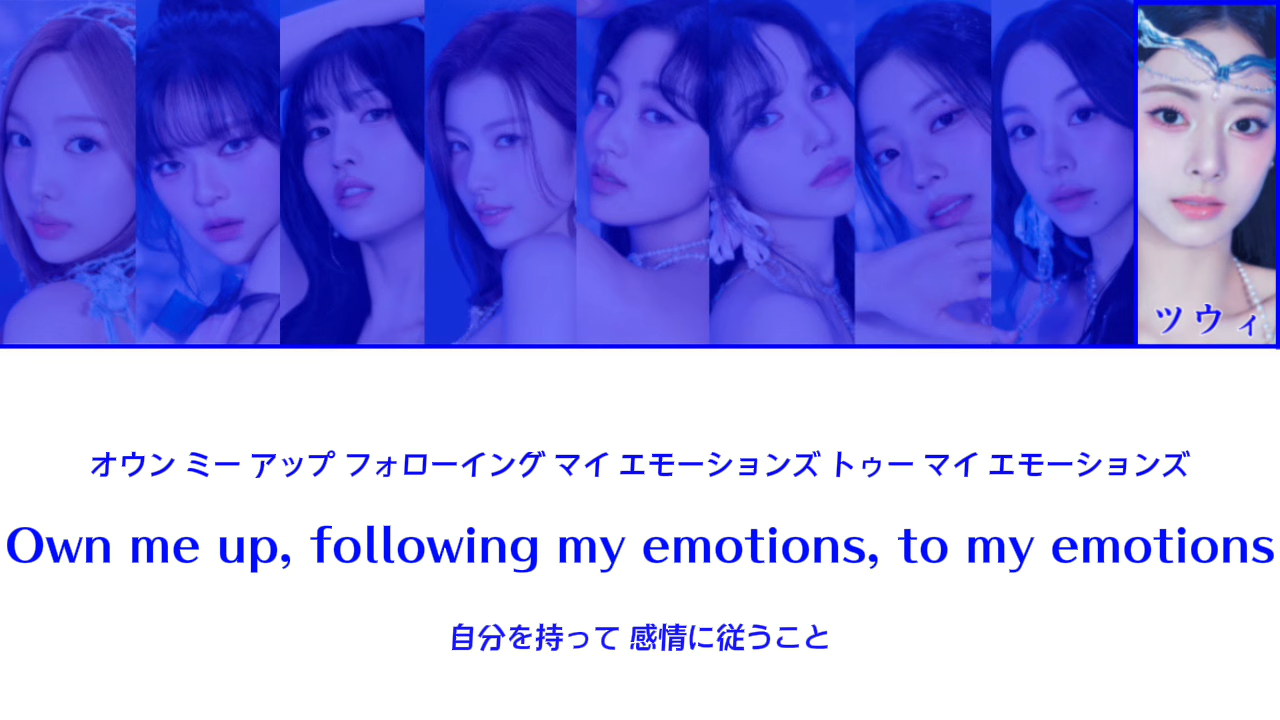 ツウィ
オウン ミー アップ フォローイング マイ エモーションズ トゥー マイ エモーションズ
Own me up, following my emotions, to my emotions
自分を持って 感情に従うこと